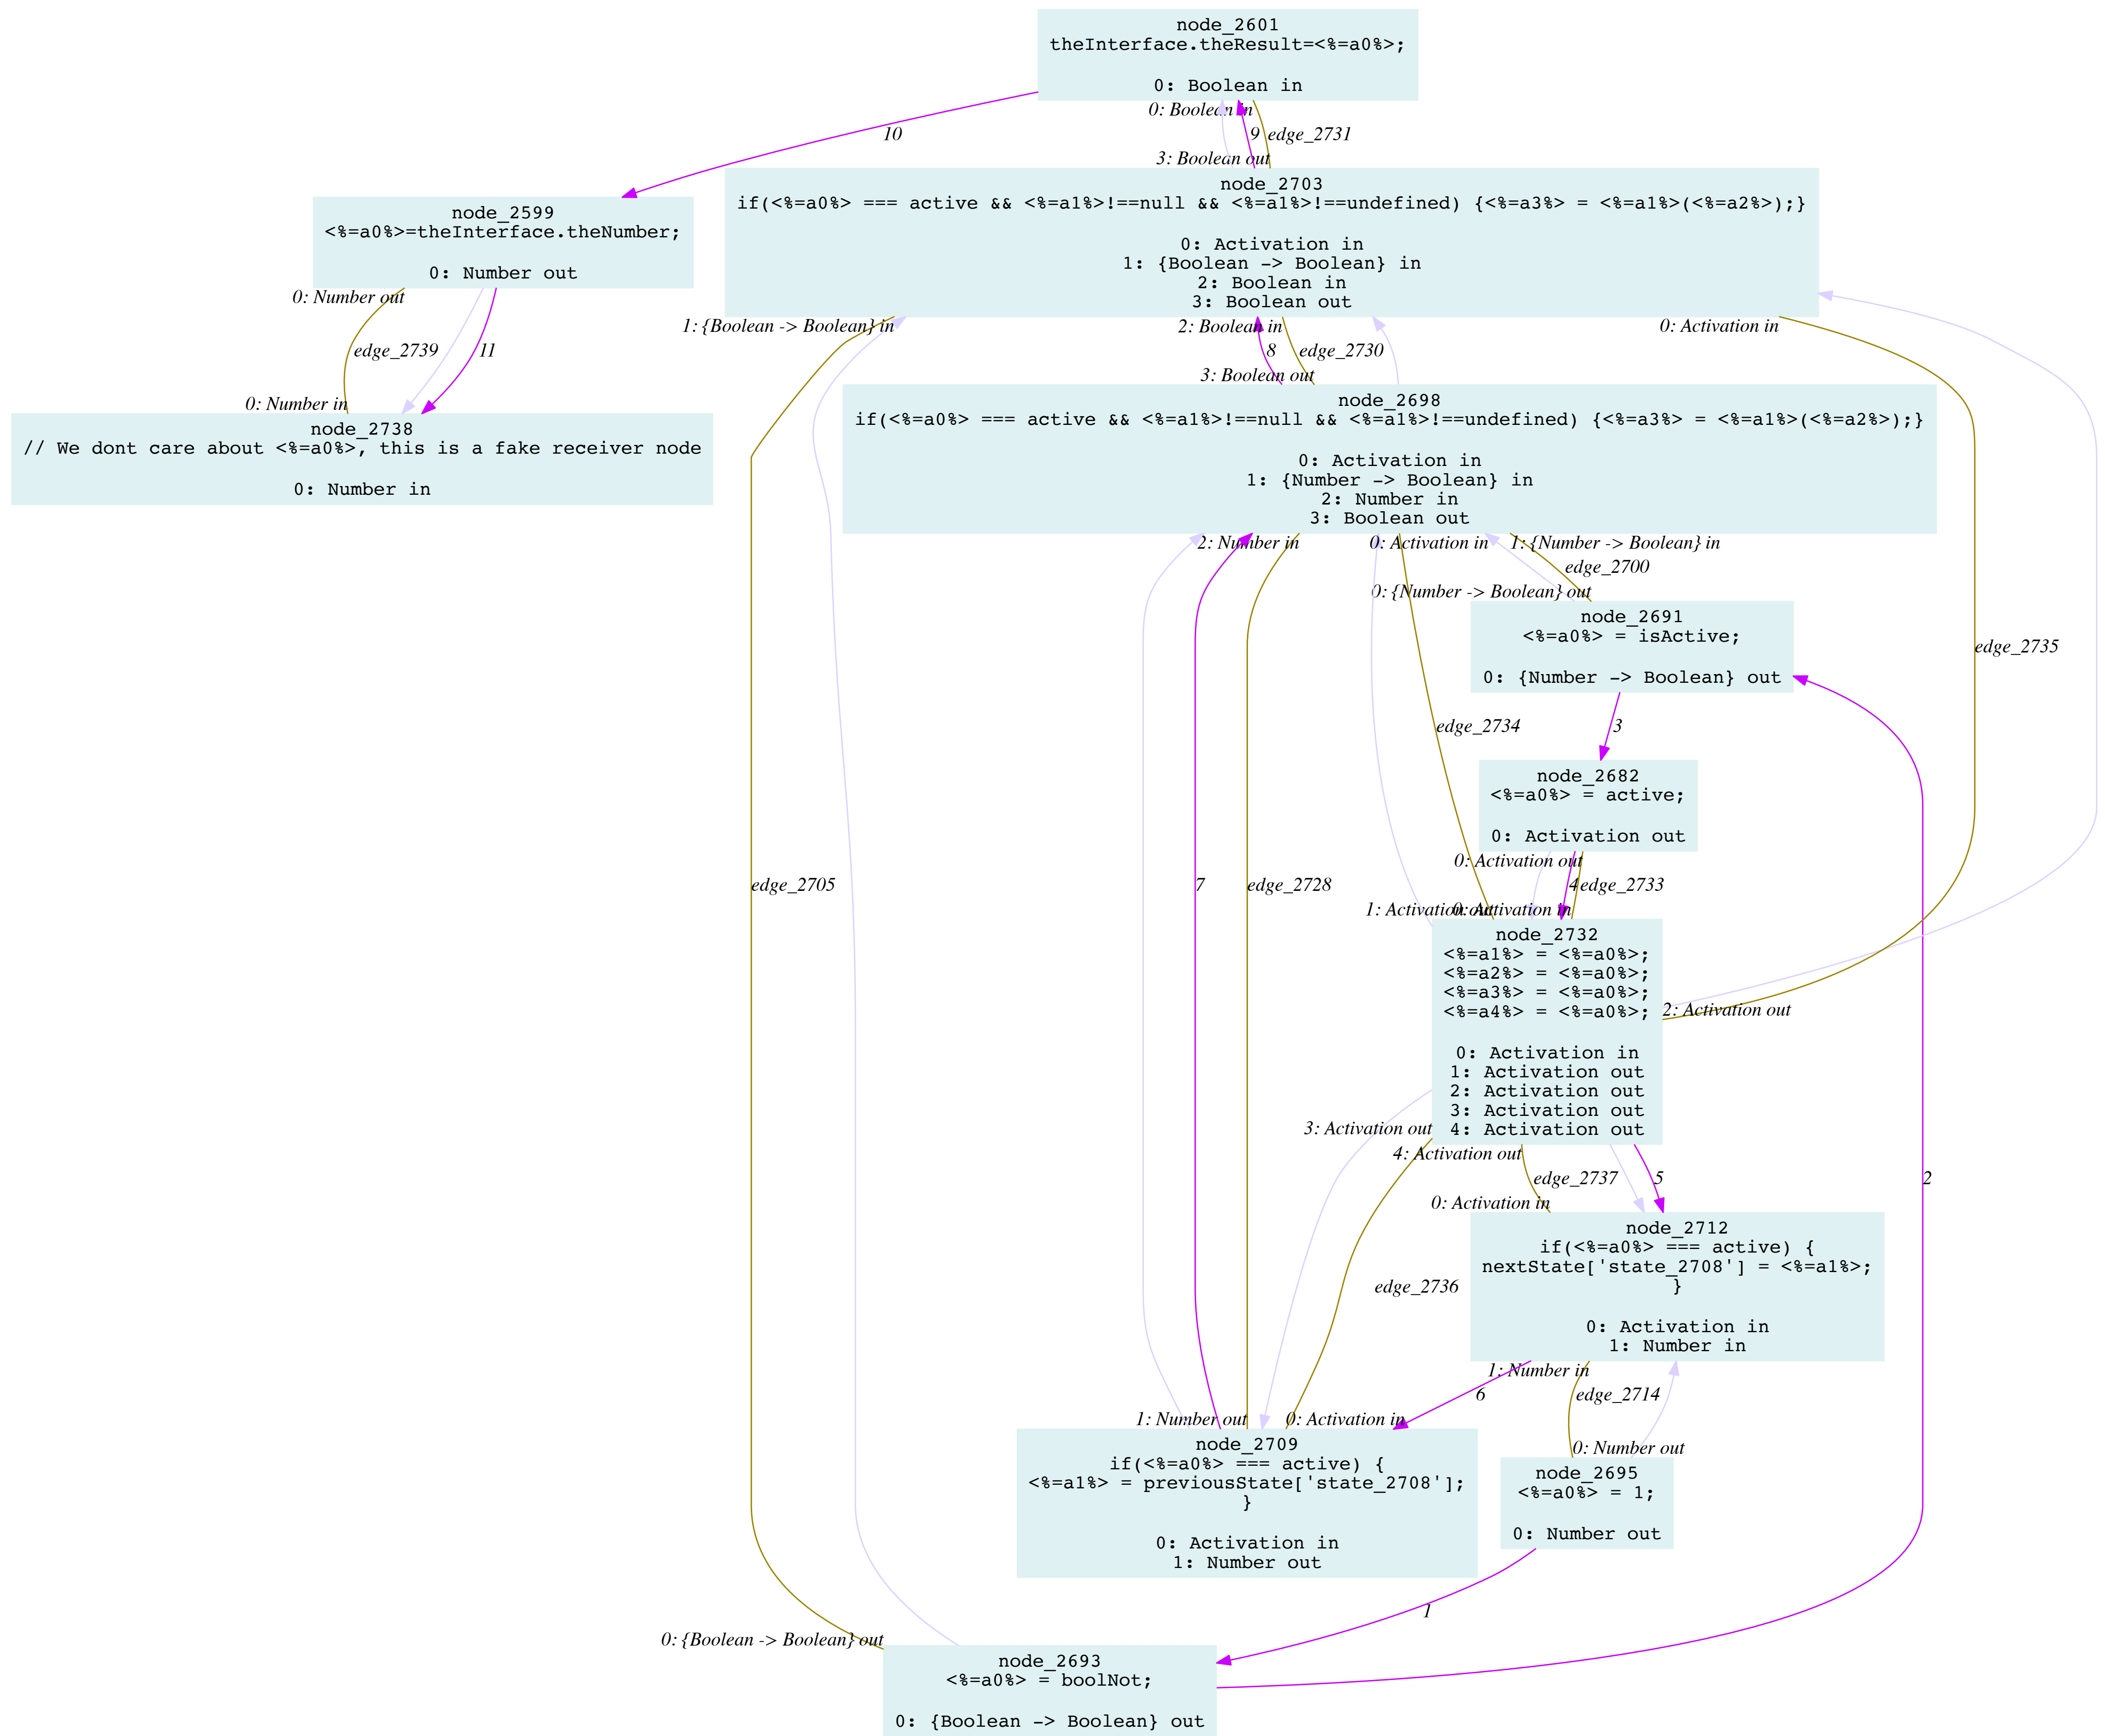 node_2601
theInterface.theResult=<%=a0%>;
0: Boolean in
0: Boolean in
10
9
edge_2731
3: Boolean out
node_2703
if(<%=a0%> === active && <%=a1%>!==null && <%=a1%>!==undefined) {<%=a3%> = <%=a1%>(<%=a2%>);}
0: Activation in
1: {Boolean -> Boolean} in
2: Boolean in
3: Boolean out
node_2599
<%=a0%>=theInterface.theNumber;
0: Number out
0: Number out
1: {Boolean -> Boolean} in
2: Boolean in
0: Activation in
edge_2739
11
8
edge_2730
3: Boolean out
0: Number in
node_2738
// We dont care about <%=a0%>, this is a fake receiver node
0: Number in
node_2698
if(<%=a0%> === active && <%=a1%>!==null && <%=a1%>!==undefined) {<%=a3%> = <%=a1%>(<%=a2%>);}
0: Activation in
1: {Number -> Boolean} in
2: Number in
3: Boolean out
2: Number in
0: Activation in
1: {Number -> Boolean} in
edge_2700
0: {Number -> Boolean} out
node_2691
<%=a0%> = isActive;
0: {Number -> Boolean} out
edge_2735
edge_2734
3
node_2682
<%=a0%> = active;
0: Activation out
0: Activation out
edge_2705
7
edge_2728
4
edge_2733
1: Activation out
0: Activation in
node_2732
<%=a1%> = <%=a0%>;
<%=a2%> = <%=a0%>;
<%=a3%> = <%=a0%>;
<%=a4%> = <%=a0%>;
0: Activation in
1: Activation out
2: Activation out
3: Activation out
4: Activation out
2: Activation out
3: Activation out
4: Activation out
edge_2737
5
2
0: Activation in
node_2712
if(<%=a0%> === active) {
nextState['state_2708'] = <%=a1%>;
}
0: Activation in
1: Number in
edge_2736
1: Number in
6
edge_2714
1: Number out
0: Activation in
0: Number out
node_2709
if(<%=a0%> === active) {
<%=a1%> = previousState['state_2708'];
}
0: Activation in
1: Number out
node_2695
<%=a0%> = 1;
0: Number out
1
0: {Boolean -> Boolean} out
node_2693
<%=a0%> = boolNot;
0: {Boolean -> Boolean} out